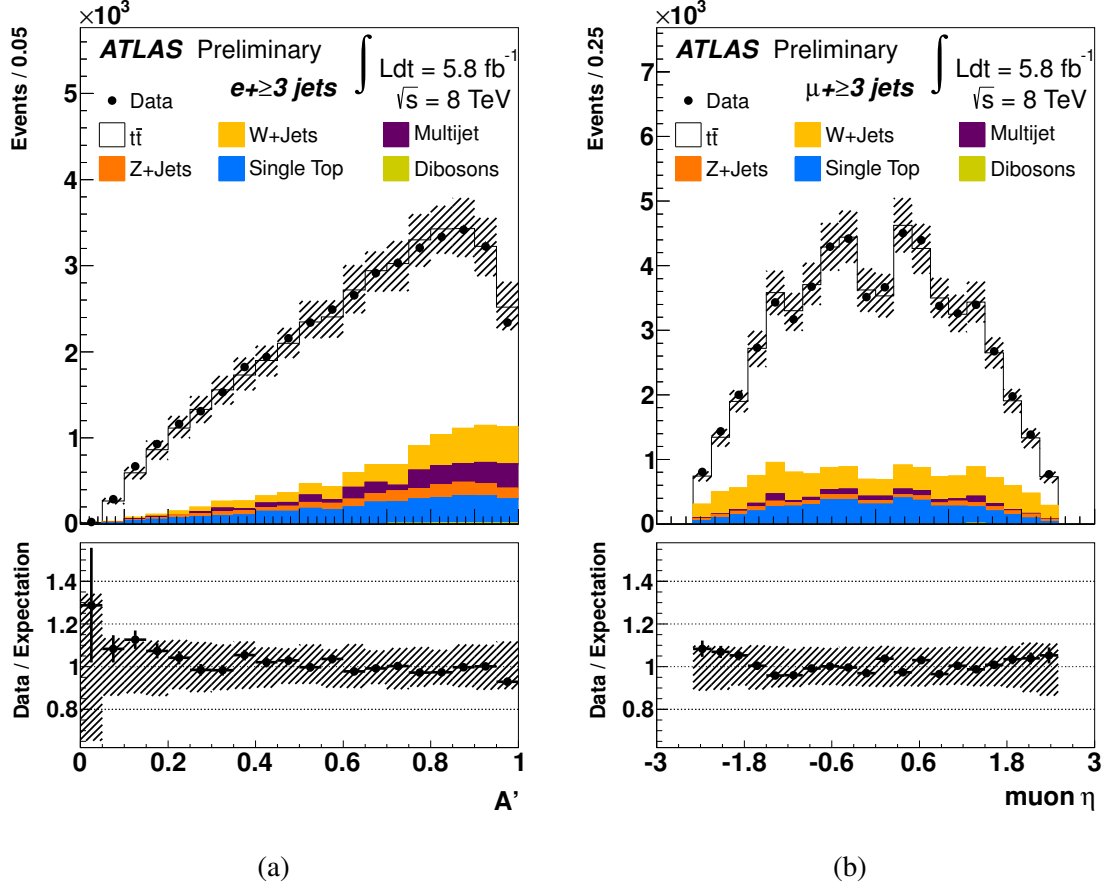 ×10³
Events / 0.05
ATLAS Preliminary
e+≥3 jets
∫ Ldt = 5.8 fb⁻¹
√s = 8 TeV
Data
tt̄
W+Jets
Multijet
Z+Jets
Single Top
Dibosons
5
4
3
2
1
0
Data / Expectation
1.4
1.2
1
0.8
0 0.2 0.4 0.6 0.8 1
A'
(a)
×10³
Events / 0.25
ATLAS Preliminary
μ+≥3 jets
∫ Ldt = 5.8 fb⁻¹
√s = 8 TeV
Data
tt̄
W+Jets
Multijet
Z+Jets
Single Top
Dibosons
7
6
5
4
3
2
1
0
Data / Expectation
1.4
1.2
1
0.8
-3 -1.8 -0.6 0.6 1.8 3
muon η
(b)